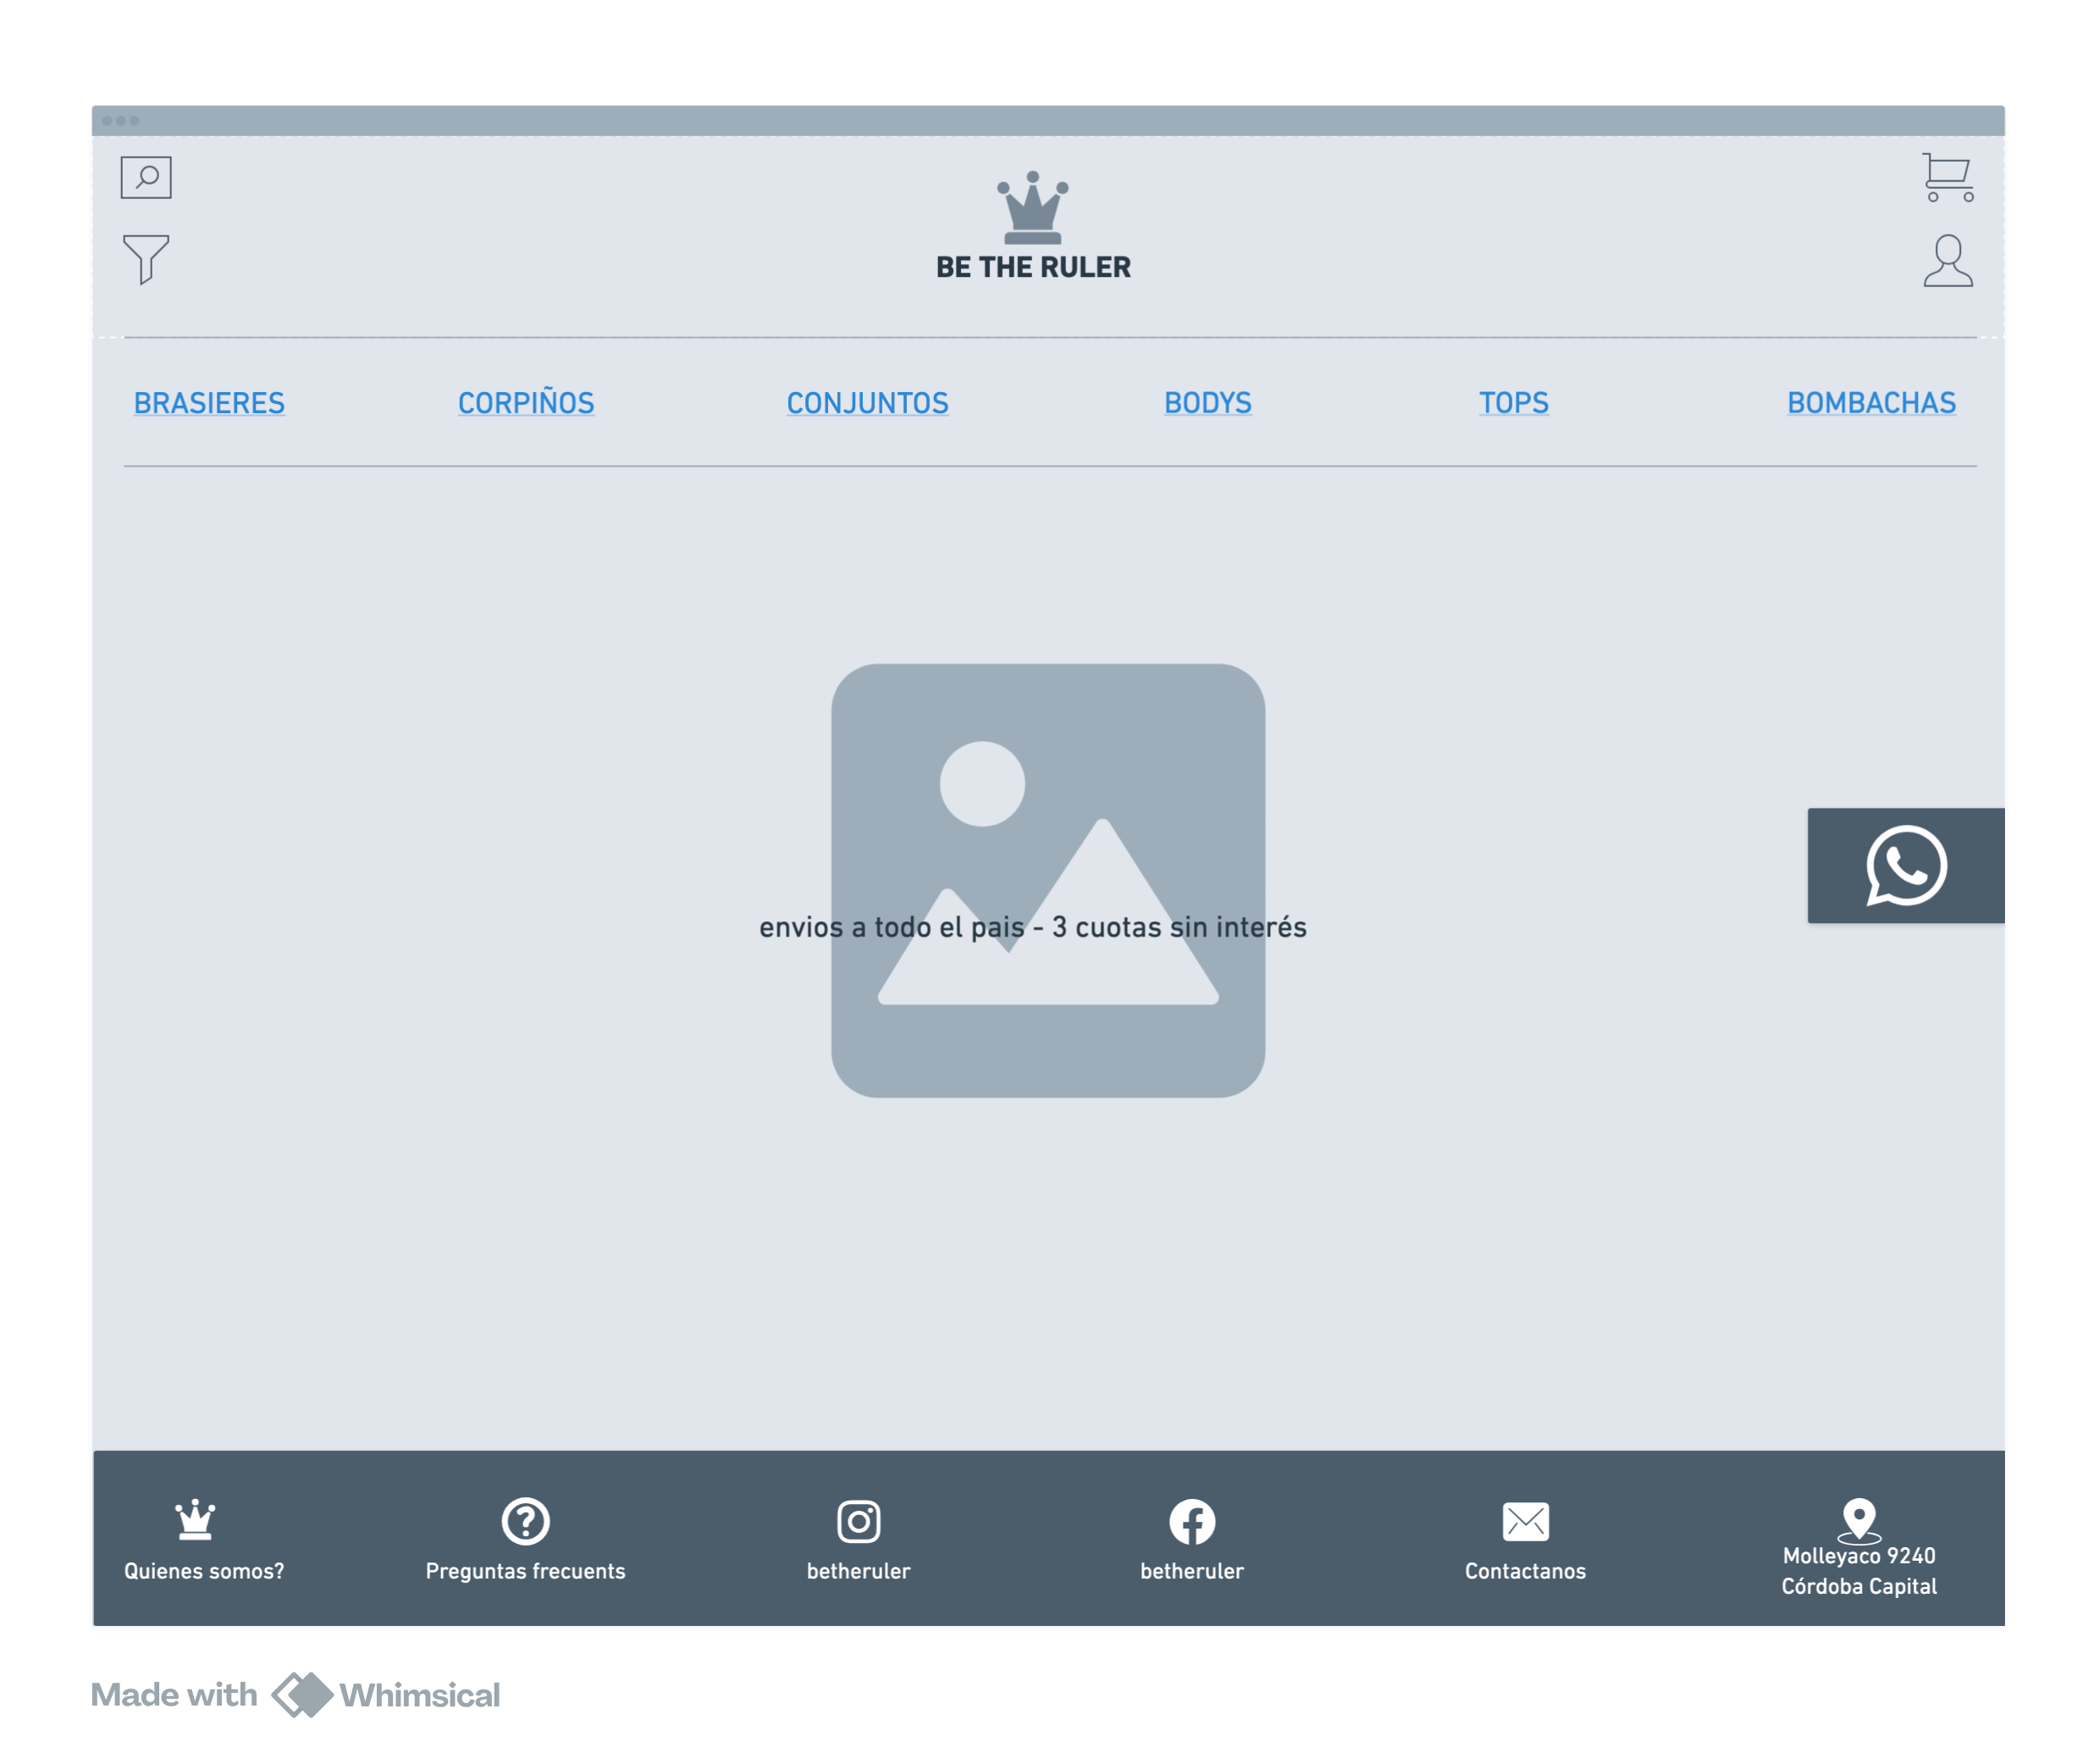 BE THE RULER
BRASIERES
CORPIÑOS
CONJUNTOS
BODYS
TOPS
BOMBACHAS
envios a todo el pais - 3 cuotas sin interés
Quienes somos?
Preguntas frecuents
betheruler
betheruler
Contactanos
Molleyaco 9240
Córdoba Capital
Made with Whimsical